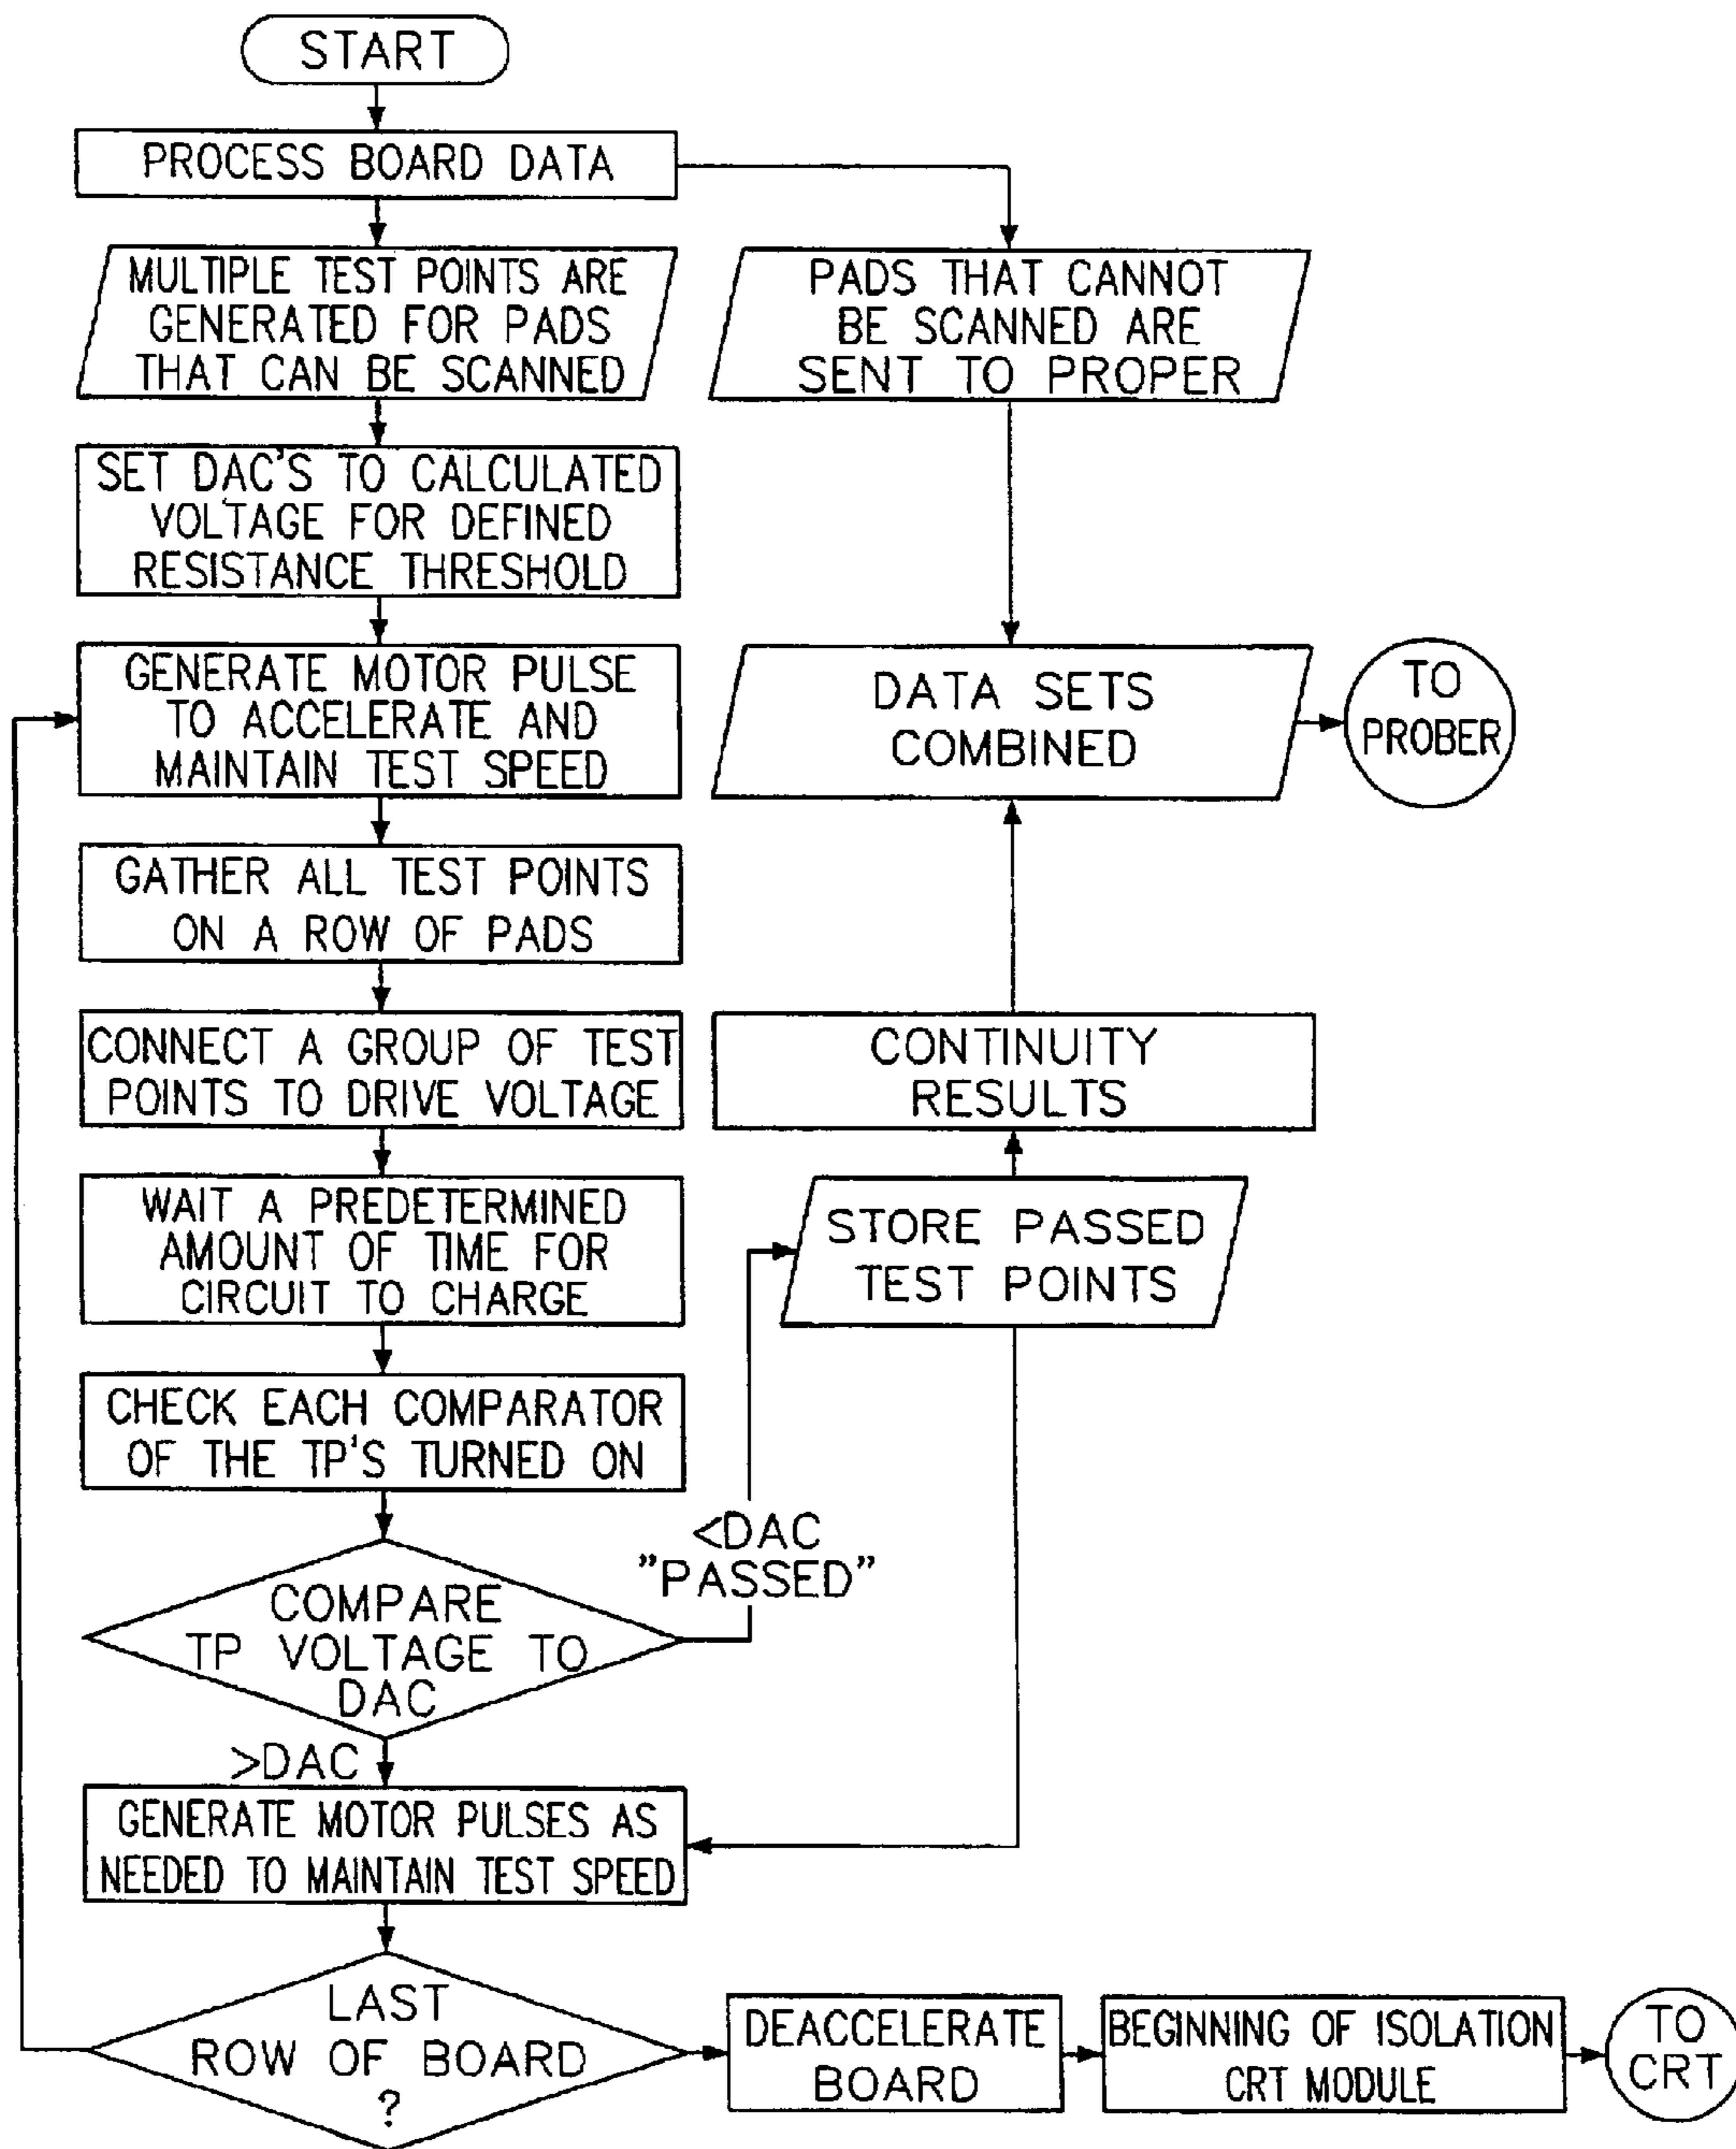 START
PROCESS BOARD DATA
MULTIPLE TEST POINTS ARE
GENERATED FOR PADS
THAT CAN BE SCANNED
PADS THAT CANNOT
BE SCANNED ARE
SENT TO PROPER
SET DAC'S TO CALCULATED
VOLTAGE FOR DEFINED
RESISTANCE THRESHOLD
GENERATE MOTOR PULSE
TO ACCELERATE AND
MAINTAIN TEST SPEED
DATA SETS
COMBINED
TO
PROBER
GATHER ALL TEST POINTS
ON A ROW OF PADS
CONNECT A GROUP OF TEST
POINTS TO DRIVE VOLTAGE
CONTINUITY
RESULTS
WAIT A PREDETERMINED
AMOUNT OF TIME FOR
CIRCUIT TO CHARGE
STORE PASSED
TEST POINTS
CHECK EACH COMPARATOR
OF THE TP'S TURNED ON
<DAC
"PASSED"
COMPARE
TP VOLTAGE TO
DAC
>DAC
GENERATE MOTOR PULSES AS
NEEDED TO MAINTAIN TEST SPEED
LAST
ROW OF BOARD
?
DEACCELERATE
BOARD
BEGINNING OF ISOLATION
CRT MODULE
TO
CRT